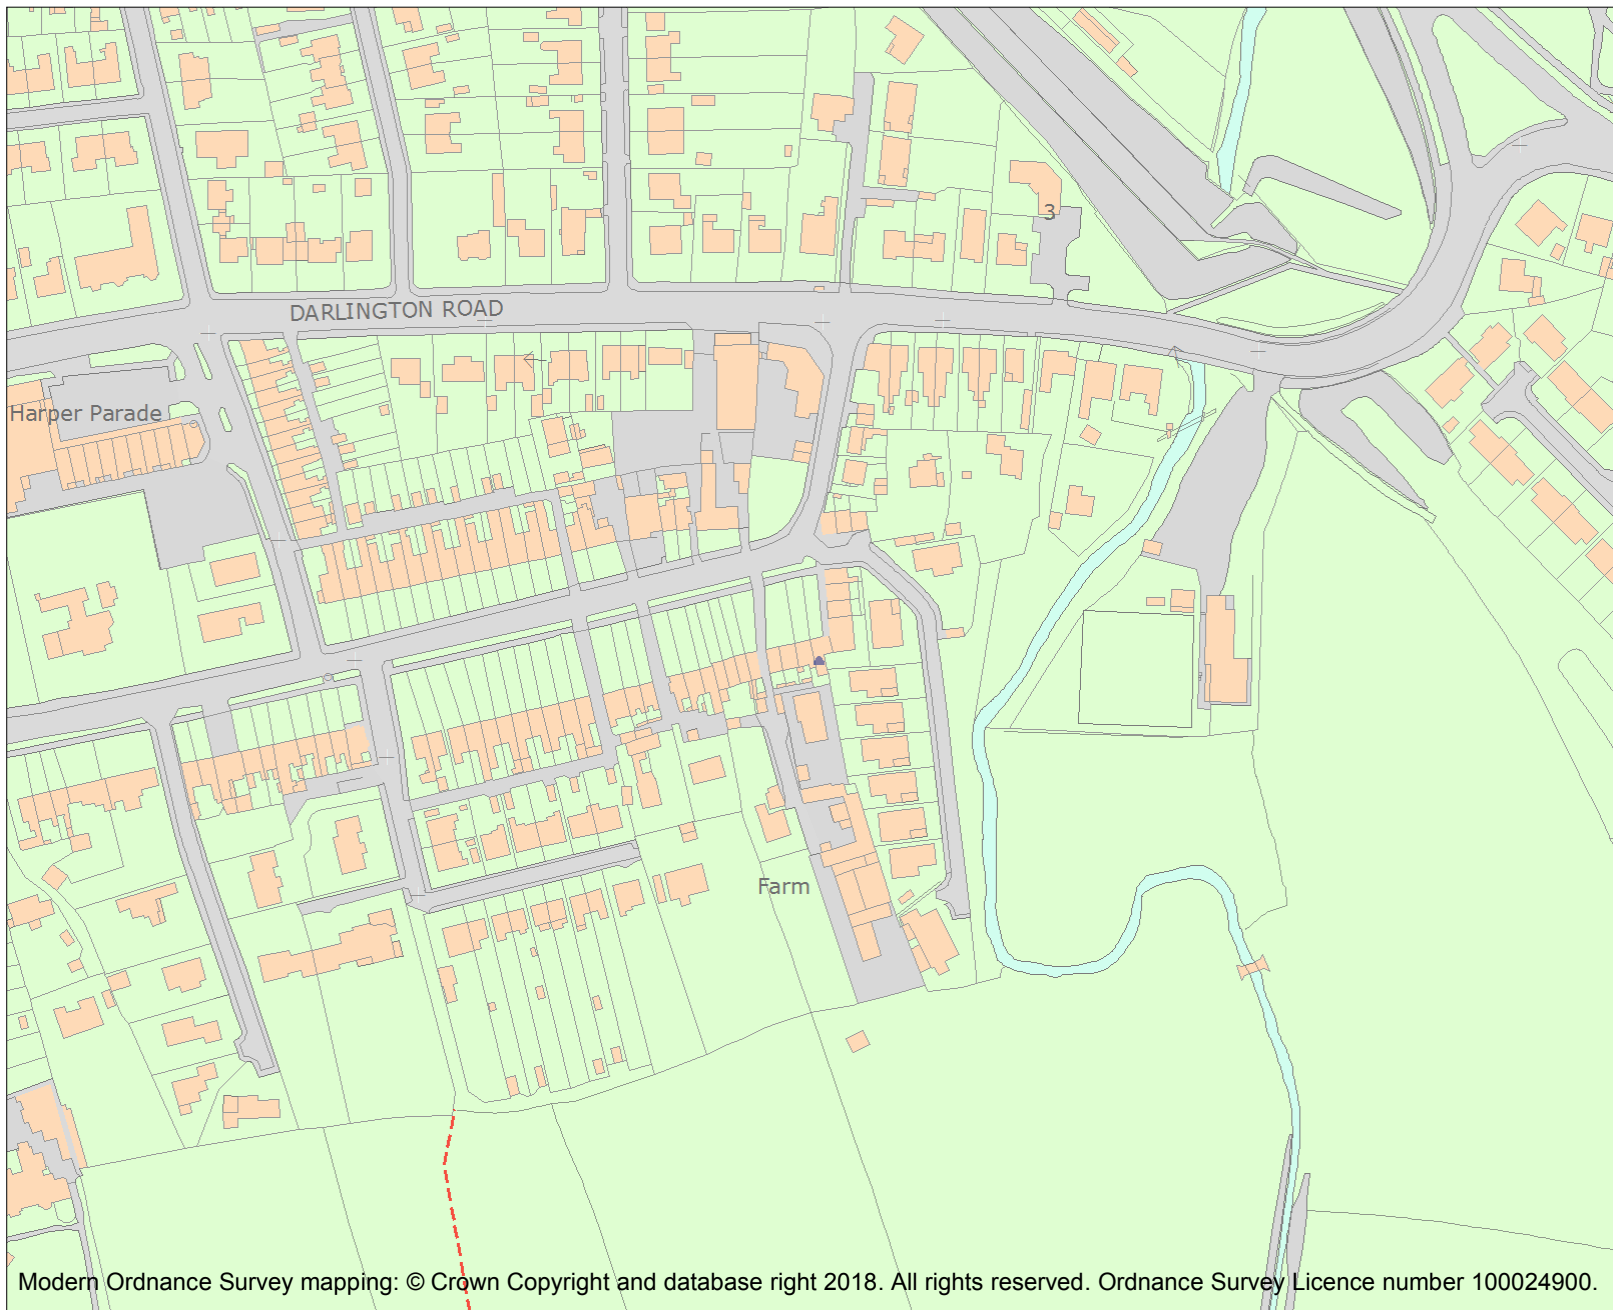 3
DARLINGTON ROAD
Harper Parade
Farm
Modern Ordnance Survey mapping: © Crown Copyright and database right 2018. All rights reserved. Ordnance Survey Licence number 100024900.